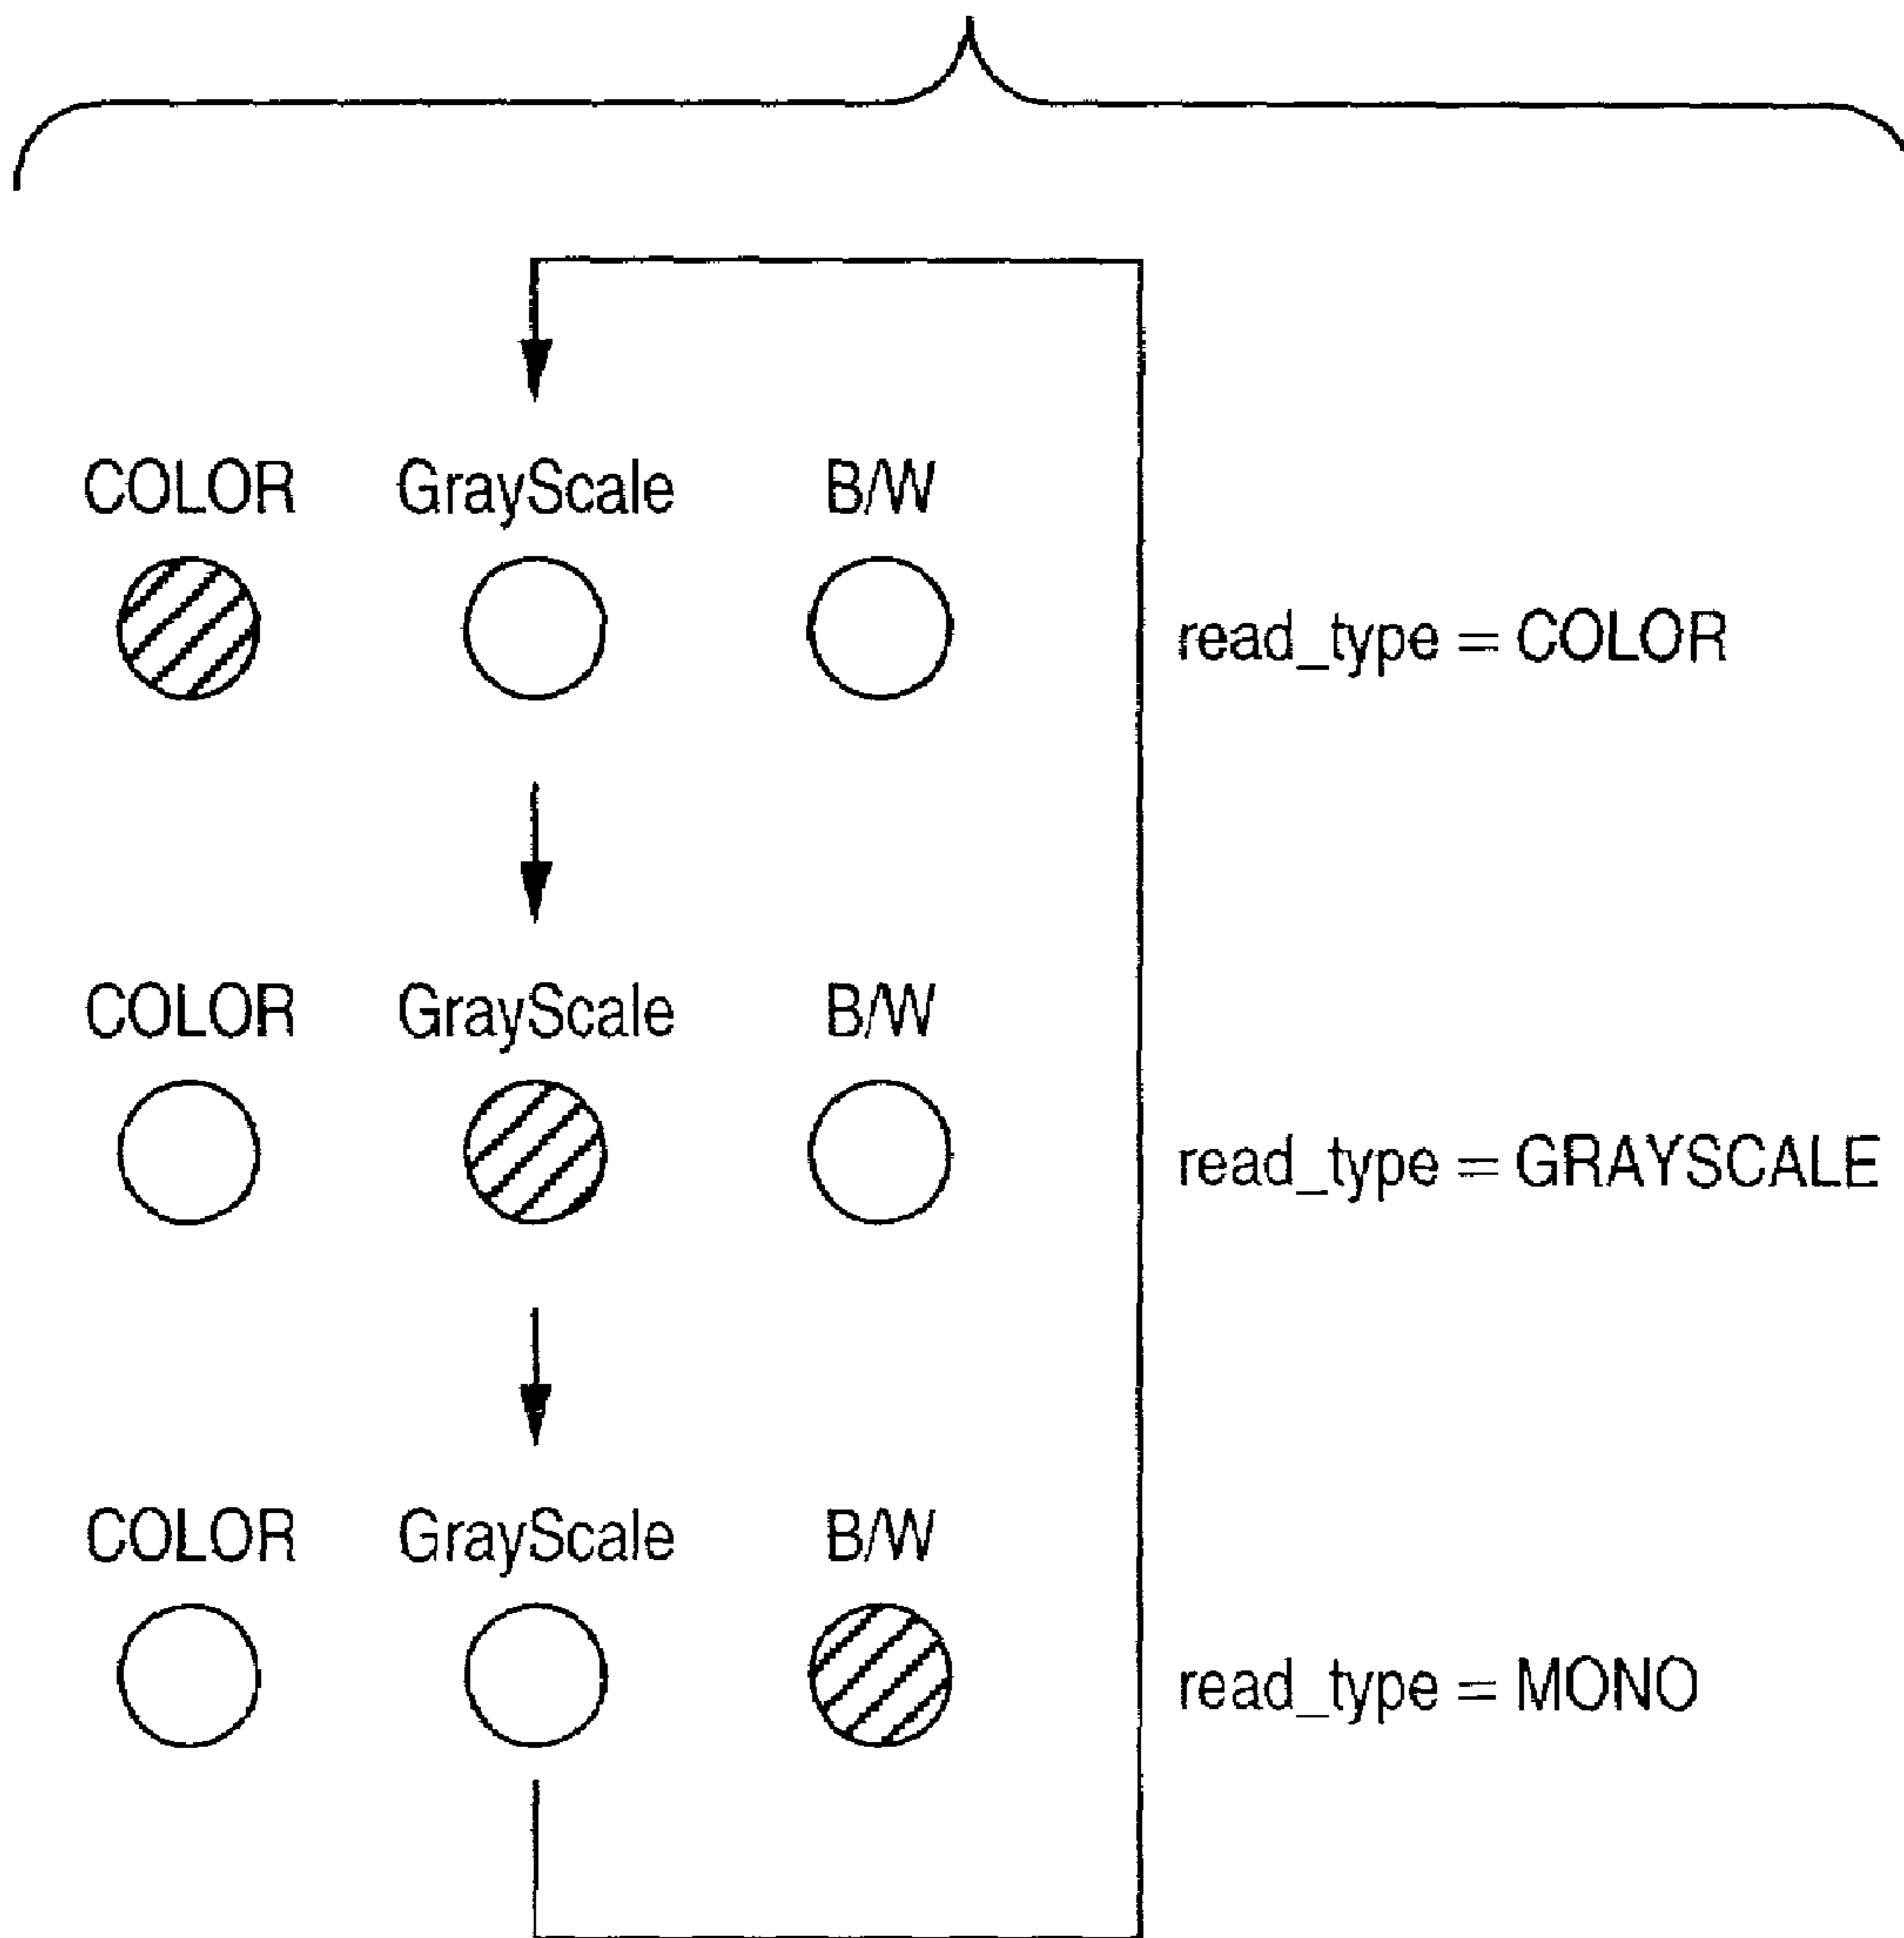 COLOR GrayScale B/W
read_type = COLOR
COLOR GrayScale B/W
read_type = GRAYSCALE
COLOR GrayScale B/W
read_type = MONO